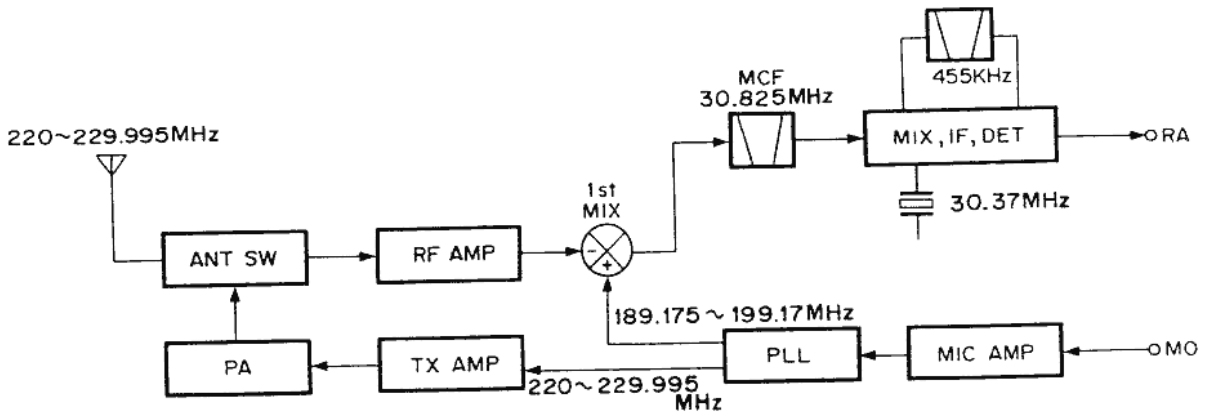 455KHz
MCF
30.825MHz
220~229.995MHz
MIX, IF, DET
RA
1st
MIX
30.37MHz
-
+
ANT SW
RF AMP
189.175~199.17MHz
PA
TX AMP
PLL
MIC AMP
MO
220~229.995
MHz